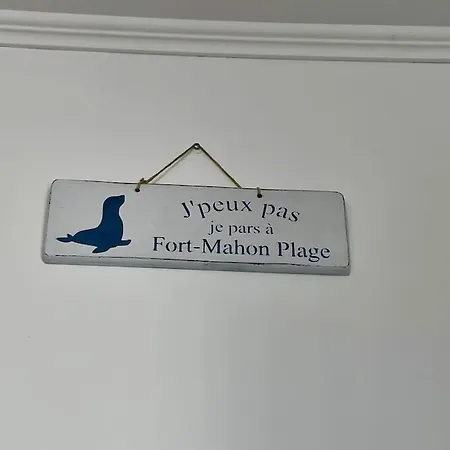 J'peux pas
je pars à
Fort-Mahon Plage